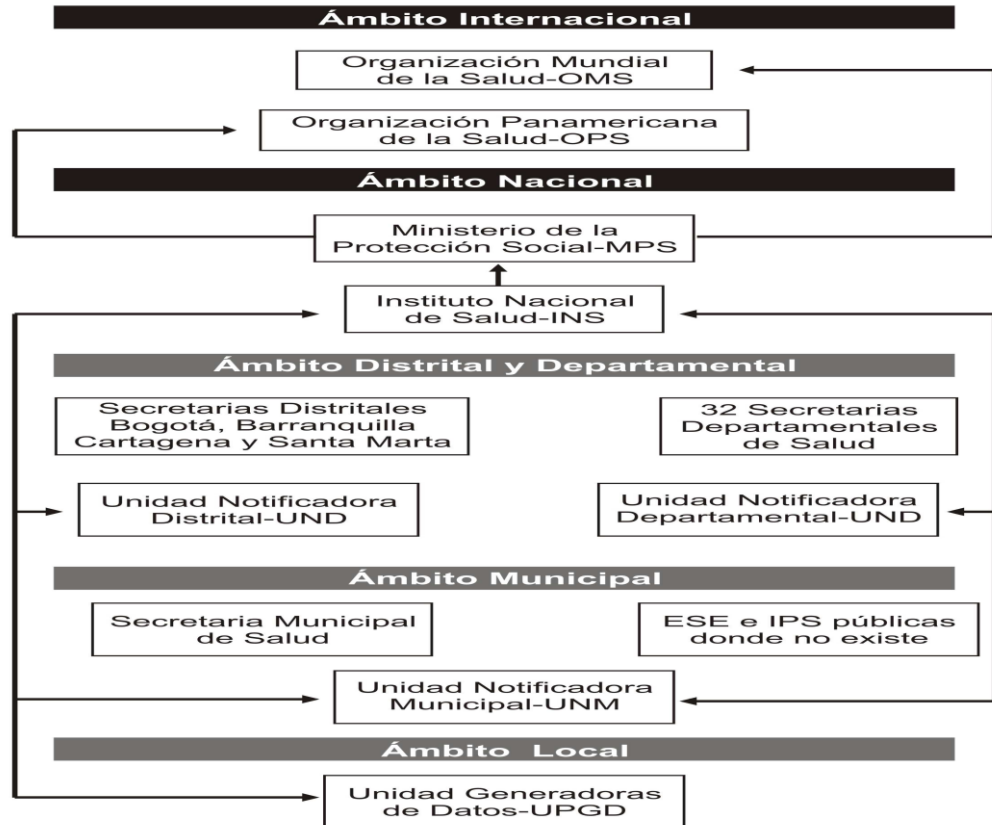 Ámbito Internacional
Organización Mundial
de la Salud-OMS
Organización Panamericana
de la Salud-OPS
Ámbito Nacional
Ministerio de la
Protección Social-MPS
Instituto Nacional
de Salud-INS
Ámbito Distrital y Departamental
Secretarias Distritales
Bogotá, Barranquilla
Cartagena y Santa Marta
32 Secretarias
Departamentales
de Salud
Unidad Notificadora
Distrital-UND
Unidad Notificadora
Departamental-UND
Ámbito Municipal
Secretaria Municipal
de Salud
ESE e IPS públicas
donde no existe
Unidad Notificadora
Municipal-UNM
Ámbito Local
Unidad Generadoras
de Datos-UPGD